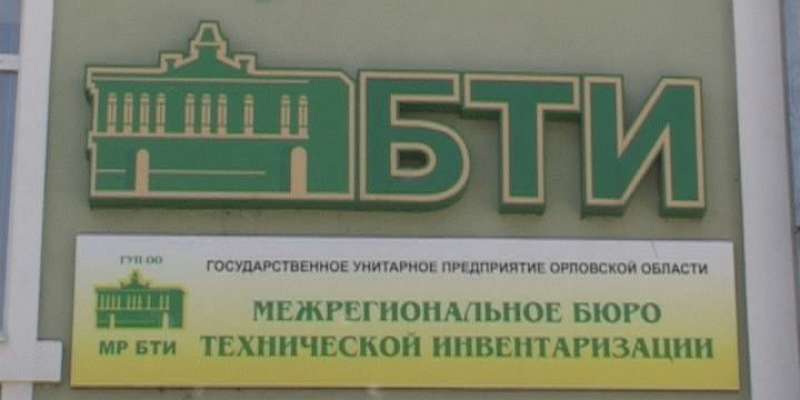 БТИ
ГУП ОО
МР БТИ
ГОСУДАРСТВЕННОЕ УНИТАРНОЕ ПРЕДПРИЯТИЕ ОРЛОВСКОЙ ОБЛАСТИ
МЕЖРЕГИОНАЛЬНОЕ БЮРО
ТЕХНИЧЕСКОЙ ИНВЕНТАРИЗАЦИИ